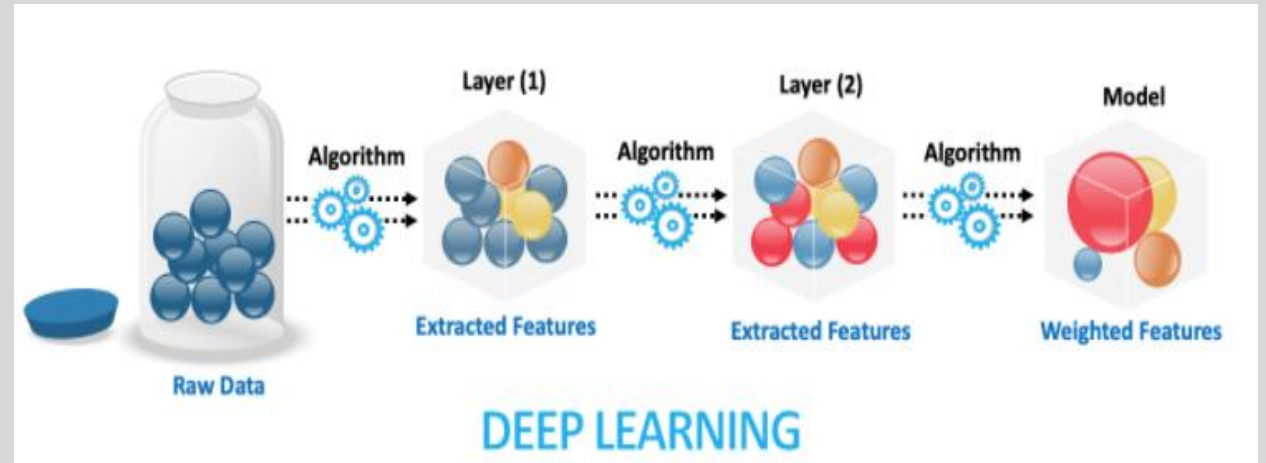 Layer (1)
Layer (2)
Model
Algorithm
Algorithm
Algorithm
Extracted Features
Extracted Features
Weighted Features
Raw Data
DEEP LEARNING